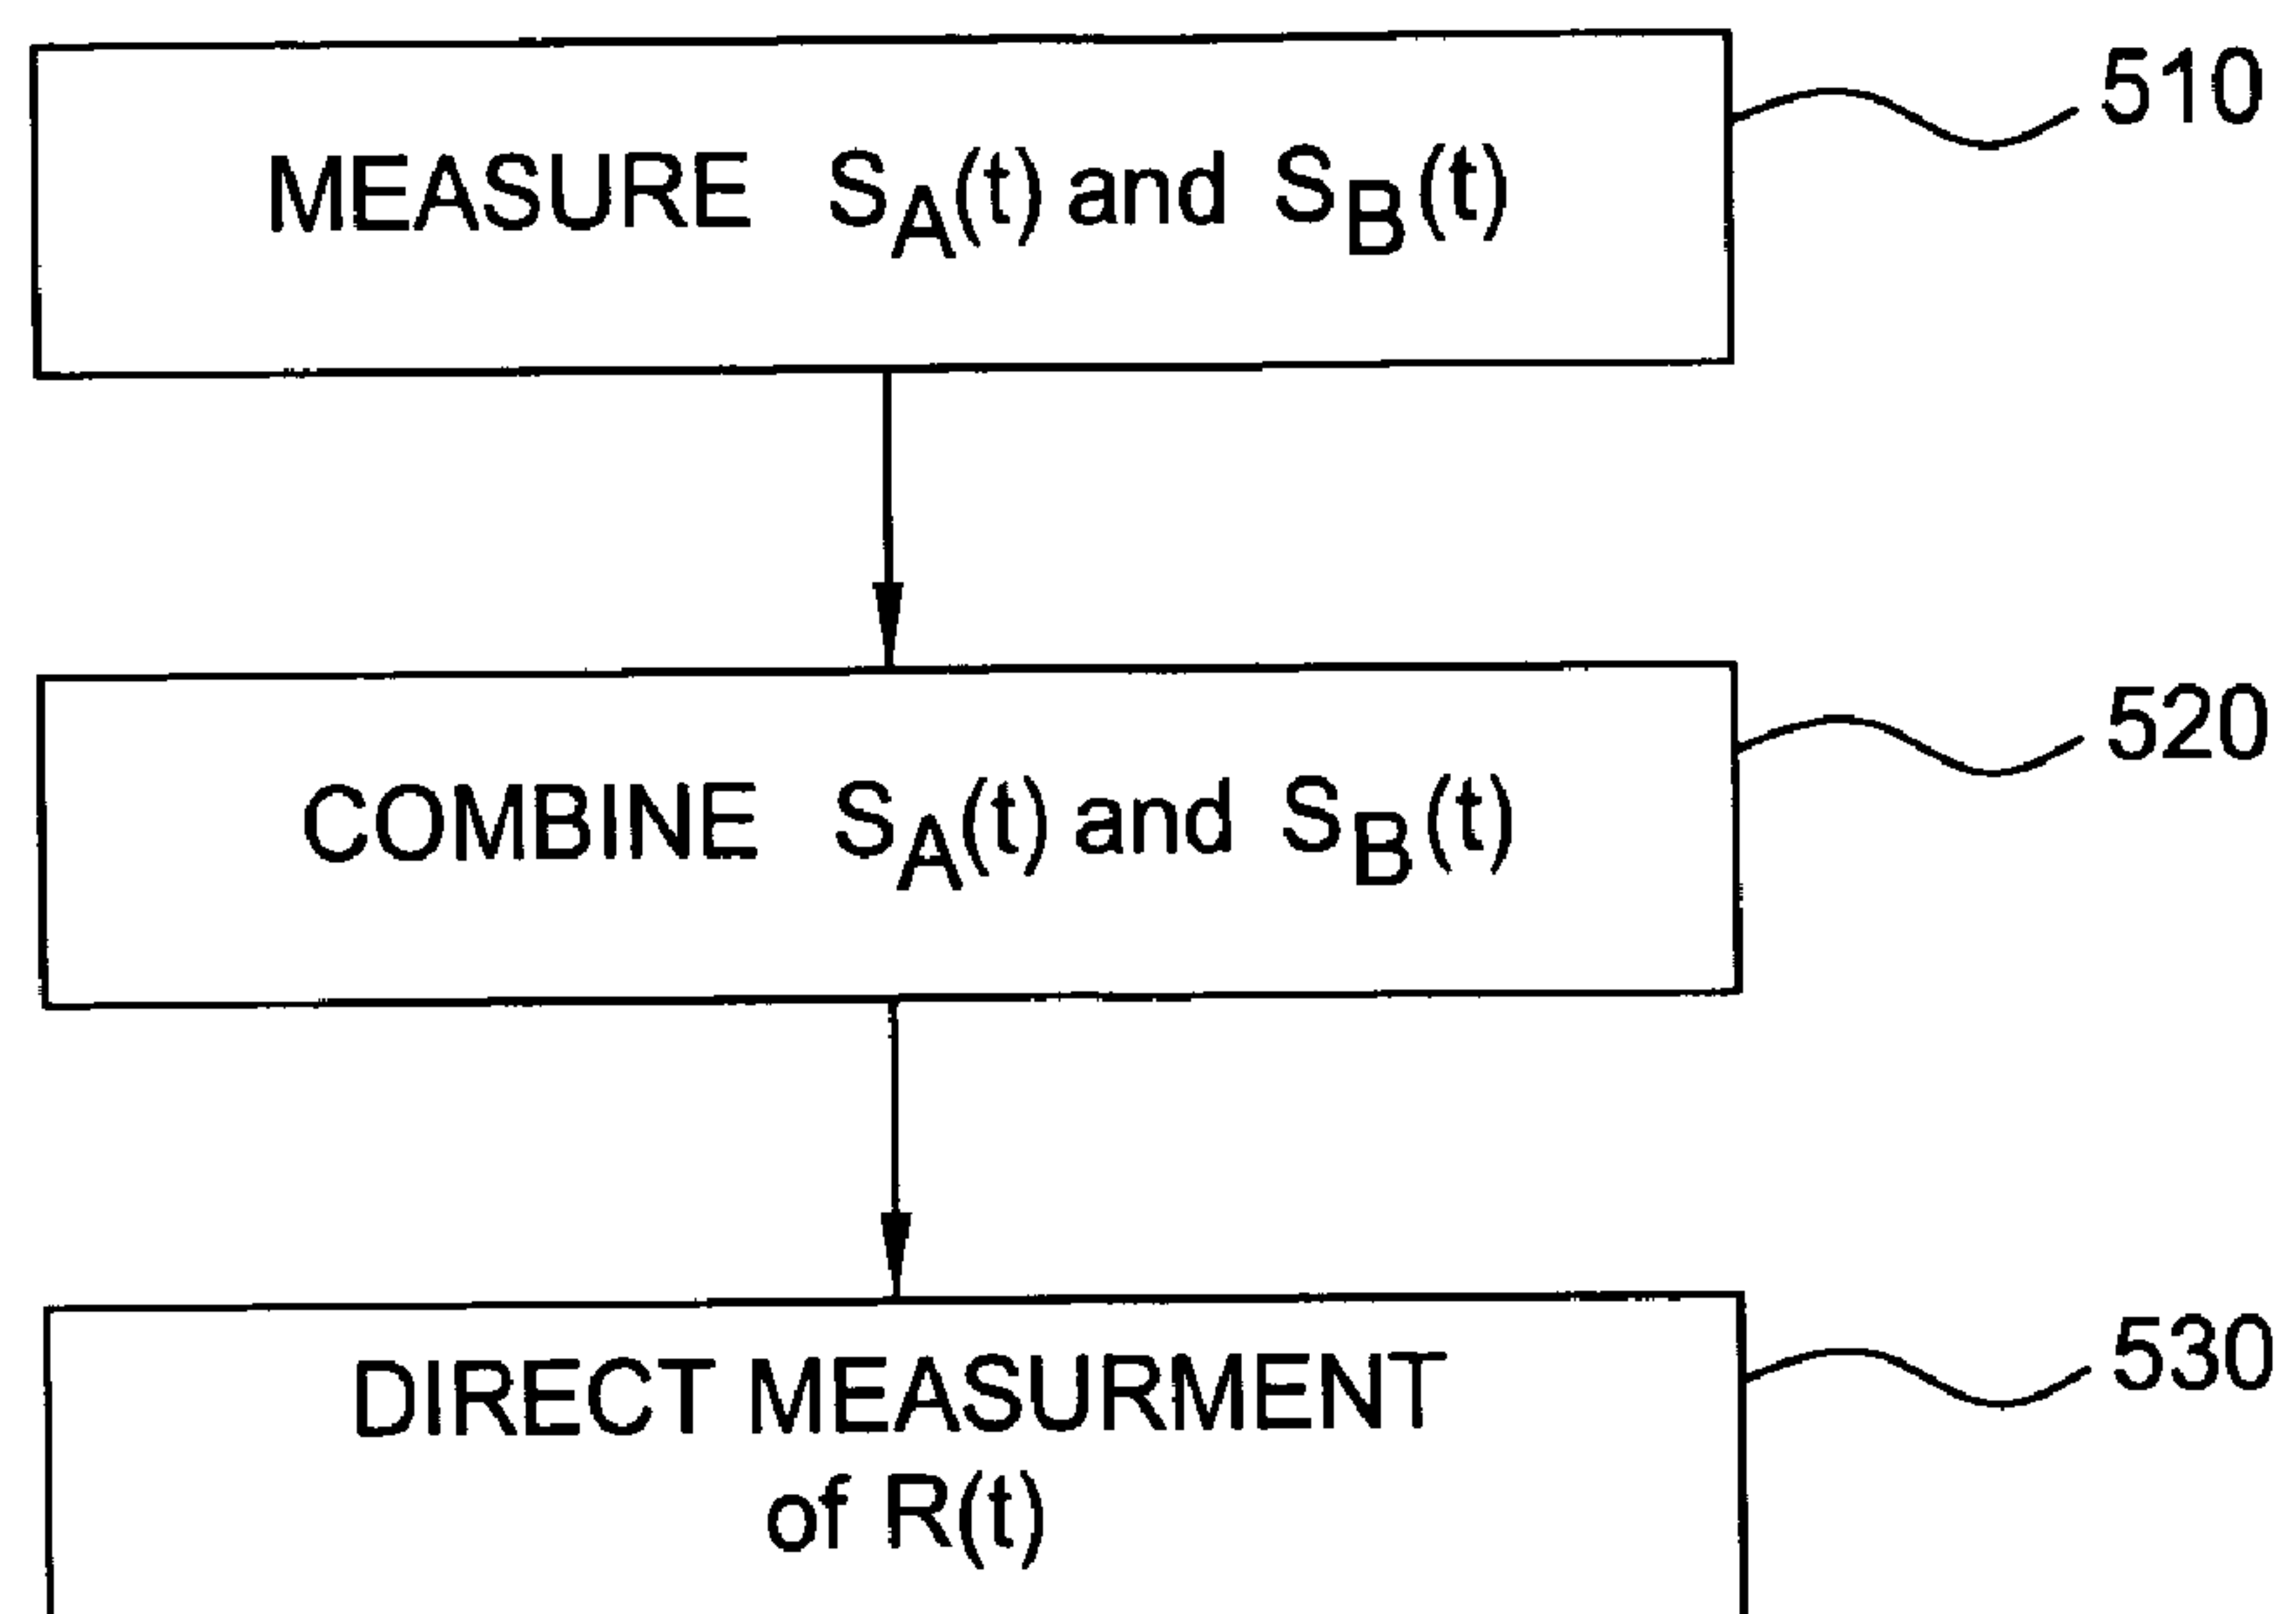 MEASURE S_A(t) and S_B(t)
510
COMBINE S_A(t) and S_B(t)
520
DIRECT MEASURMENT
of R(t)
530